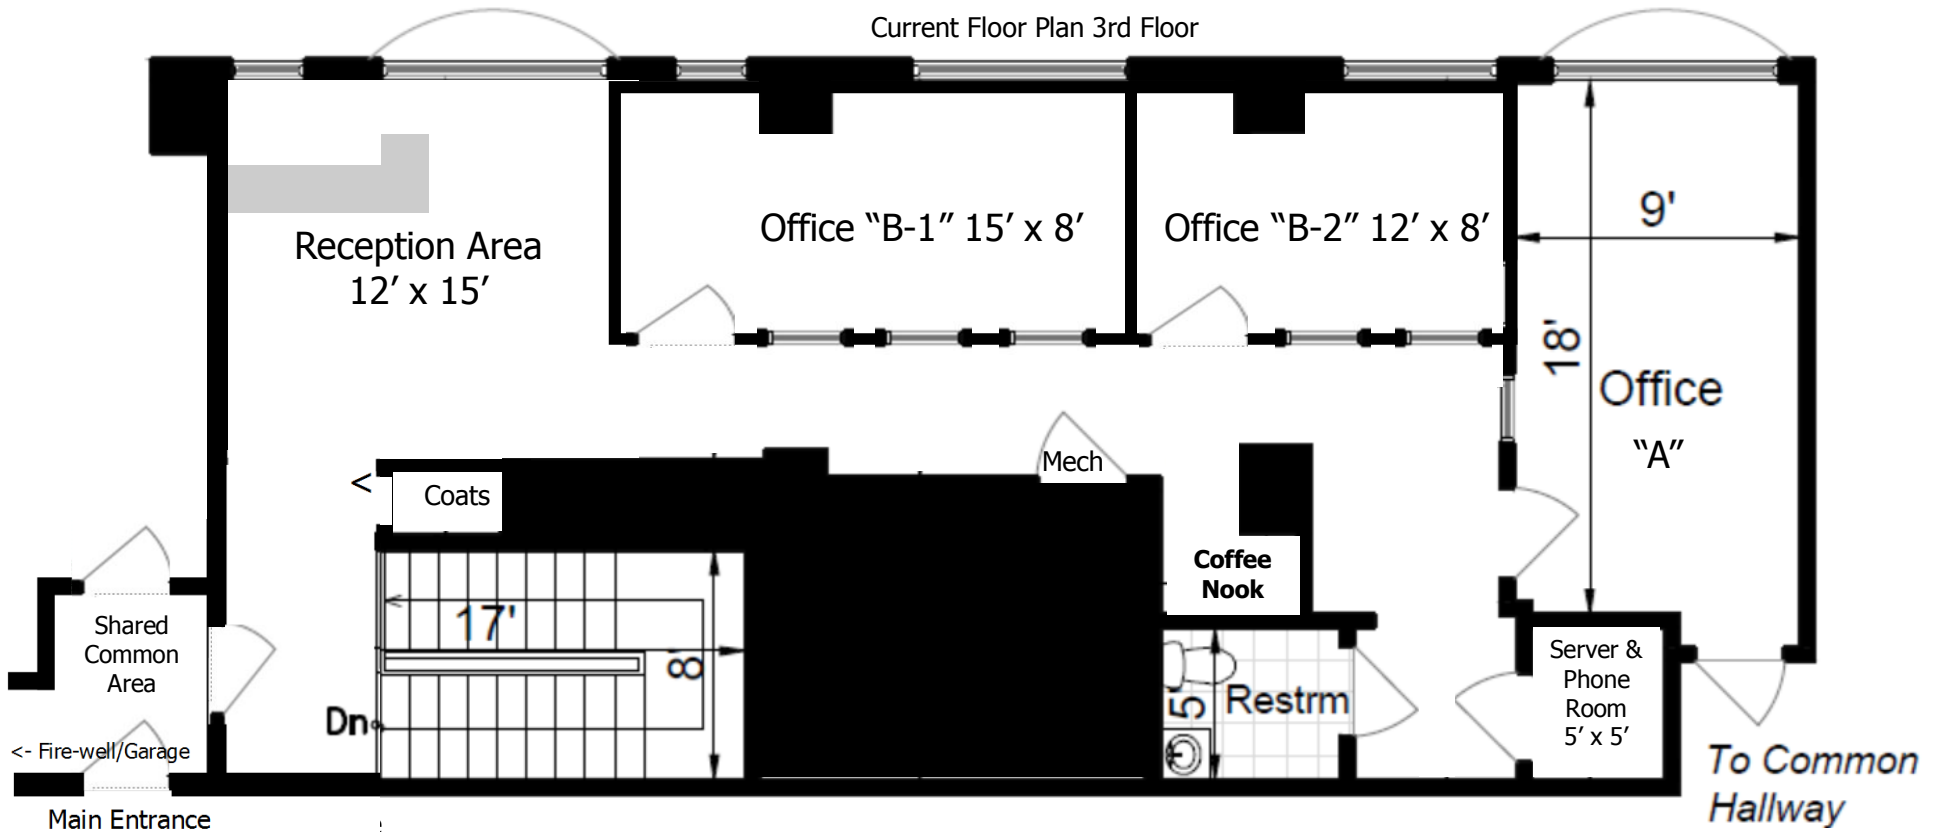 Current Floor Plan 3rd Floor
Reception Area
12’ x 15’
Office “B-1” 15’ x 8’
Office “B-2” 12’ x 8’
9'
18'
Office
“A”
<
Coats
Mech
Coffee
Nook
Shared
Common
Area
17'
8'
Dn
5'
Restrm
Server &
Phone
Room
5’ x 5’
<- Fire-well/Garage
Main Entrance
To Common
Hallway